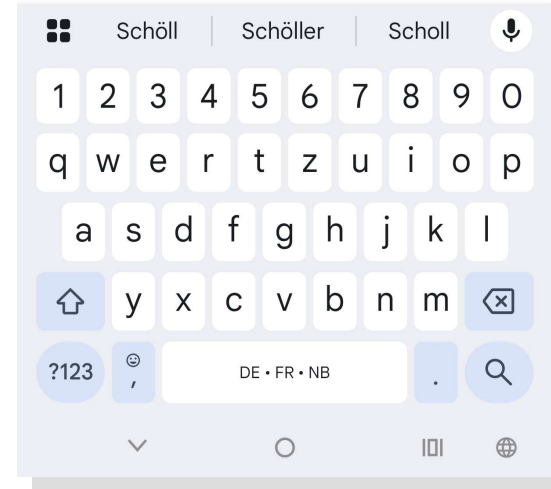 Schöll Schöller Scholl
1 2 3 4 5 6 7 8 9 0
q w e r t z u i o p
a s d f g h j k l
y x c v b n m
?123 , DE • FR • NB .